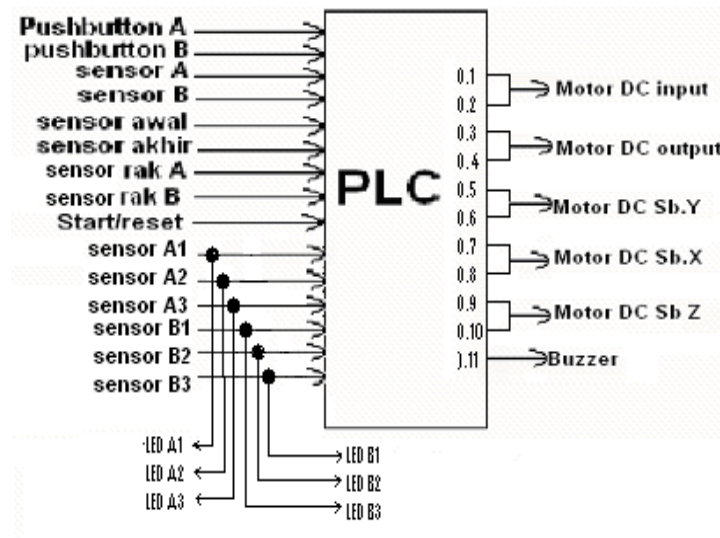 Pushbutton A
pushbutton B
sensor A
sensor B
sensor awal
sensor akhir
sensor rak A
sensor rak B
Start/reset
sensor A1
sensor A2
sensor A3
sensor B1
sensor B2
sensor B3
PLC
0.1
0.2
0.3
0.4
0.5
0.6
0.7
0.8
0.9
0.10
).11
Motor DC input
Motor DC output
Motor DC Sb.Y
Motor DC Sb.X
Motor DC Sb Z
Buzzer
LED A1
LED A2
LED A3
LED B1
LED B2
LED B3